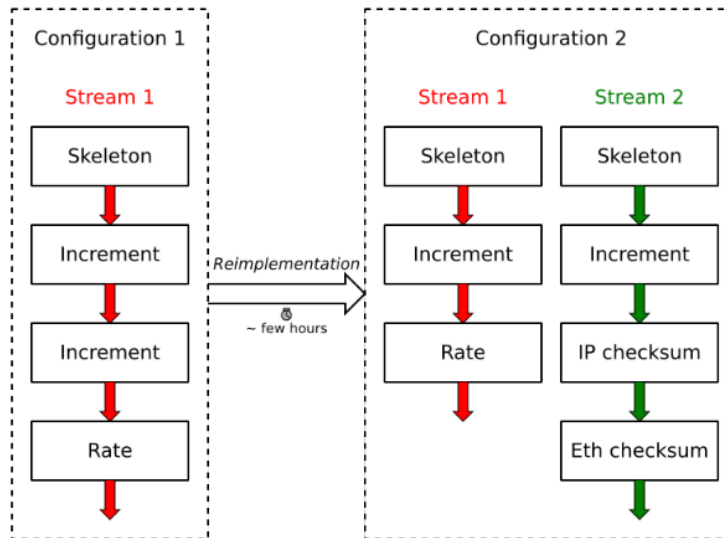 Configuration 1
Stream 1
Skeleton
Increment
Increment
Rate
Reimplementation
~ few hours
Configuration 2
Stream 1
Skeleton
Increment
Rate
Stream 2
Skeleton
Increment
IP checksum
Eth checksum